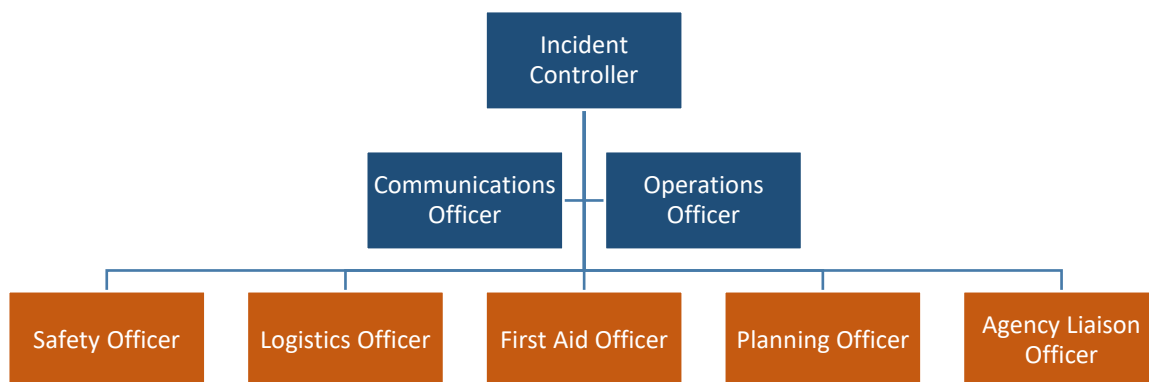 Incident
Controller
Communications
Officer
Operations
Officer
Safety Officer
Logistics Officer
First Aid Officer
Planning Officer
Agency Liaison
Officer